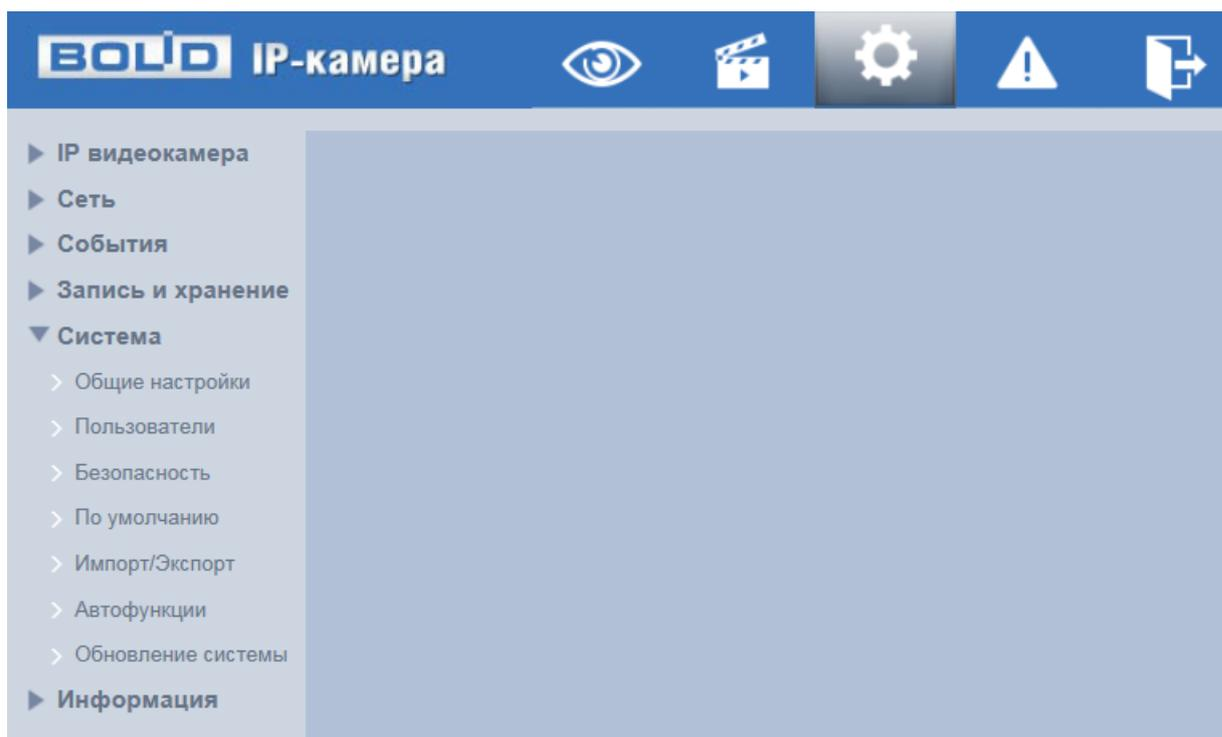 BOLID IP-камера
IP видеокамера
Сеть
События
Запись и хранение
Система
Общие настройки
Пользователи
Безопасность
По умолчанию
Импорт/Экспорт
Автофункции
Обновление системы
Информация